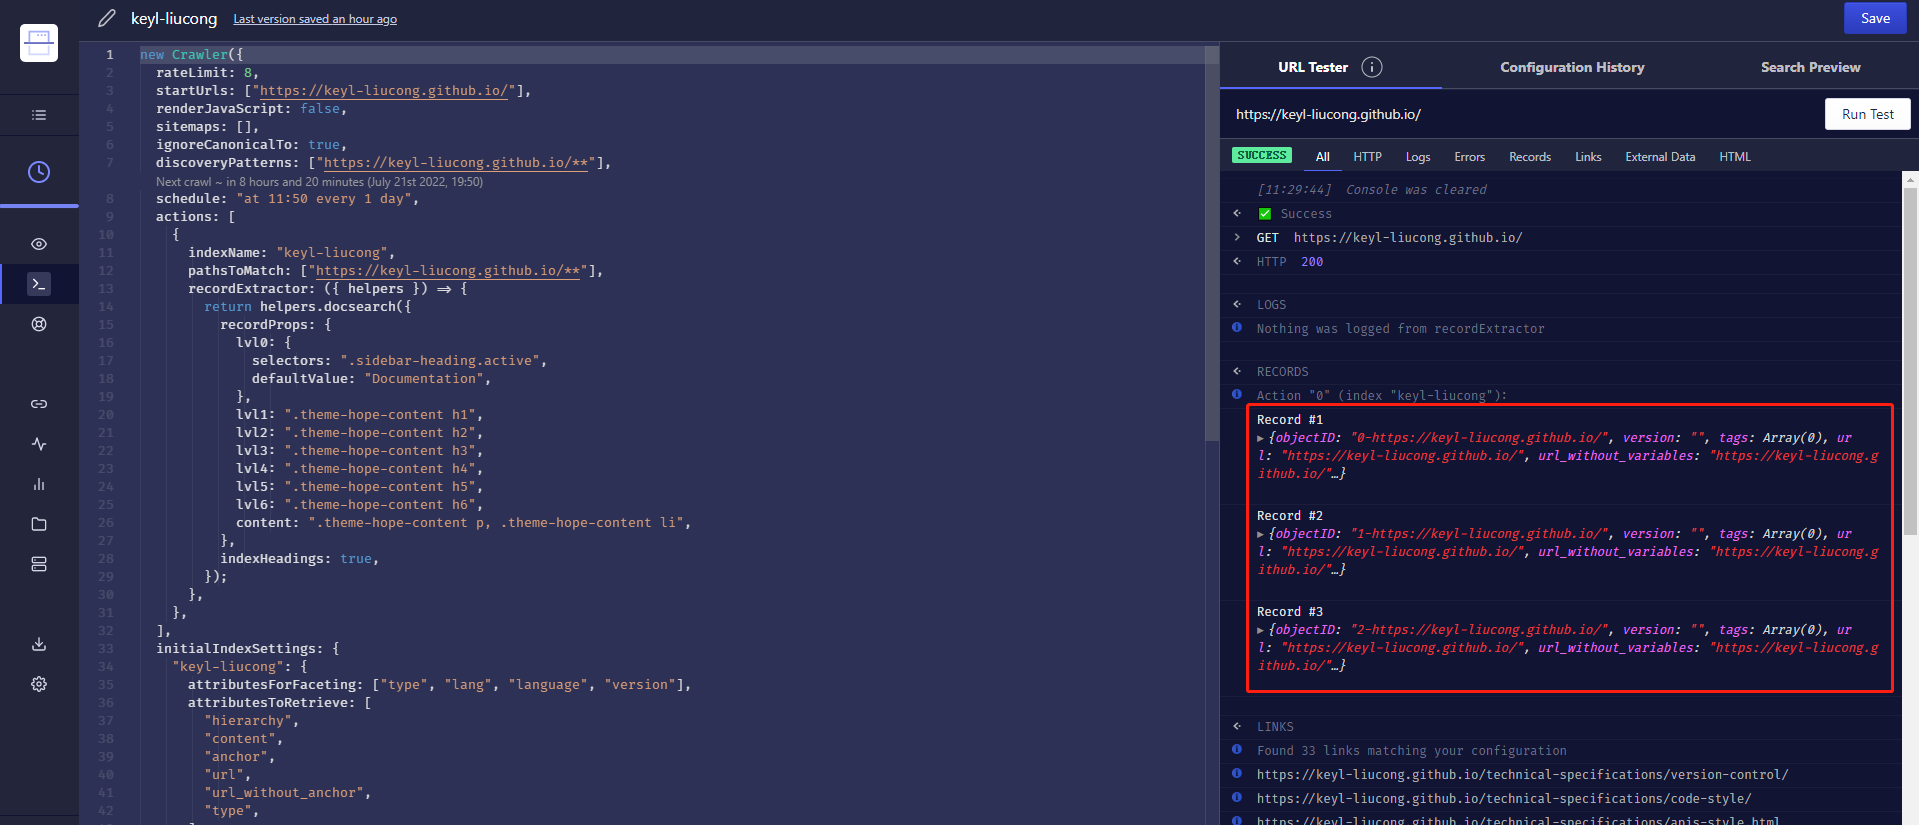 keyl-liucong Last version saved an hour ago
Save
1 new Crawler({
2 rateLimit: 8,
3 startUrls: ["https://keyl-liucong.github.io/"],
4 renderJavaScript: false,
5 sitemaps: [],
6 ignoreCanonicalTo: true,
7 discoveryPatterns: ["https://keyl-liucong.github.io/**"],
Next crawl ~ in 8 hours and 20 minutes (July 21st 2022, 19:50)
8 schedule: "at 11:50 every 1 day",
9 actions: [
10 {
11 indexName: "keyl-liucong",
12 pathsToMatch: ["https://keyl-liucong.github.io/**"],
13 recordExtractor: ({ helpers }) => {
14 return helpers.docsearch({
15 recordProps: {
16 lvl0: {
17 selectors: ".sidebar-heading.active",
18 defaultValue: "Documentation",
19 },
20 lvl1: ".theme-hope-content h1",
21 lvl2: ".theme-hope-content h2",
22 lvl3: ".theme-hope-content h3",
23 lvl4: ".theme-hope-content h4",
24 lvl5: ".theme-hope-content h5",
25 lvl6: ".theme-hope-content h6",
26 content: ".theme-hope-content p, .theme-hope-content li",
27 },
28 indexHeadings: true,
29 });
30 },
31 },
32 ],
33 initialIndexSettings: {
34 "keyl-liucong": {
35 attributesForFaceting: ["type", "lang", "language", "version"],
36 attributesToRetrieve: [
37 "hierarchy",
38 "content",
39 "anchor",
40 "url",
41 "url_without_anchor",
42 "type",
URL Tester Configuration History Search Preview
https://keyl-liucong.github.io/ Run Test
SUCCESS All HTTP Logs Errors Records Links External Data HTML
[11:29:44] Console was cleared
Success
GET https://keyl-liucong.github.io/
HTTP 200
LOGS
Nothing was logged from recordExtractor
RECORDS
Action "0" (index "keyl-liucong"):
Record #1
{objectID: "0-https://keyl-liucong.github.io/", version: "", tags: Array(0), ur
l: "https://keyl-liucong.github.io/", url_without_variables: "https://keyl-liucong.g
ithub.io/"…}
Record #2
{objectID: "1-https://keyl-liucong.github.io/", version: "", tags: Array(0), ur
l: "https://keyl-liucong.github.io/", url_without_variables: "https://keyl-liucong.g
ithub.io/"…}
Record #3
{objectID: "2-https://keyl-liucong.github.io/", version: "", tags: Array(0), ur
l: "https://keyl-liucong.github.io/", url_without_variables: "https://keyl-liucong.g
ithub.io/"…}
LINKS
Found 33 links matching your configuration
https://keyl-liucong.github.io/technical-specifications/version-control/
https://keyl-liucong.github.io/technical-specifications/code-style/
https://keyl-liucong.github.io/technical-specifications/apis-style.html